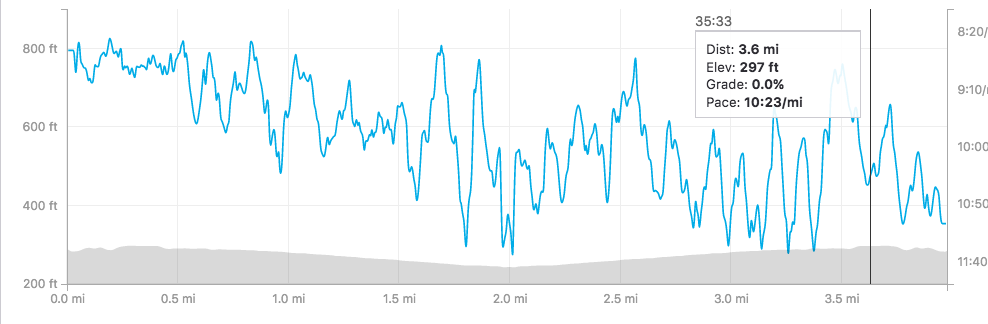 35:33
Dist: 3.6 mi
Elev: 297 ft
Grade: 0.0%
Pace: 10:23/mi
800 ft
600 ft
400 ft
200 ft
8:20/
9:10/
10:00
10:50
11:40
0.0 mi 0.5 mi 1.0 mi 1.5 mi 2.0 mi 2.5 mi 3.0 mi 3.5 mi